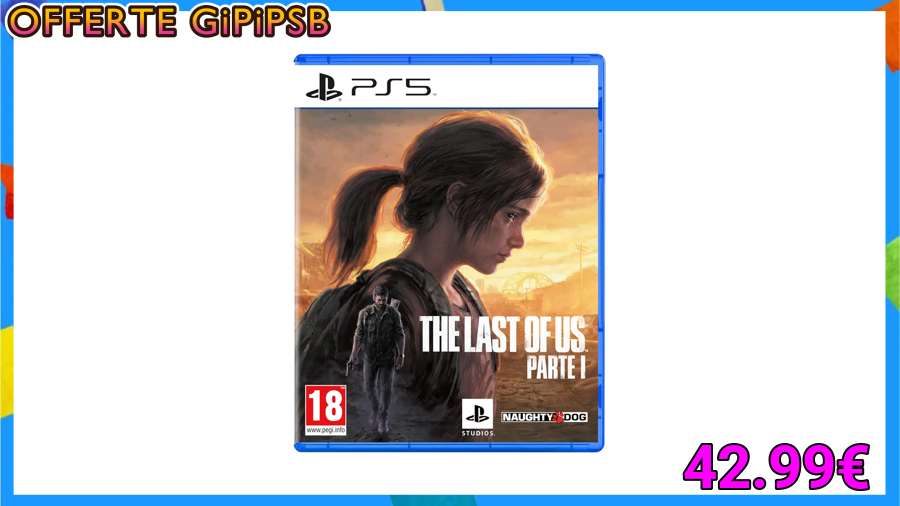 OFFERTE GiPiPSB
PS5
THE LAST OF US
PARTE I
18
www.pegi.info
STUDIOS
NAUGHTY DOG
42.99€